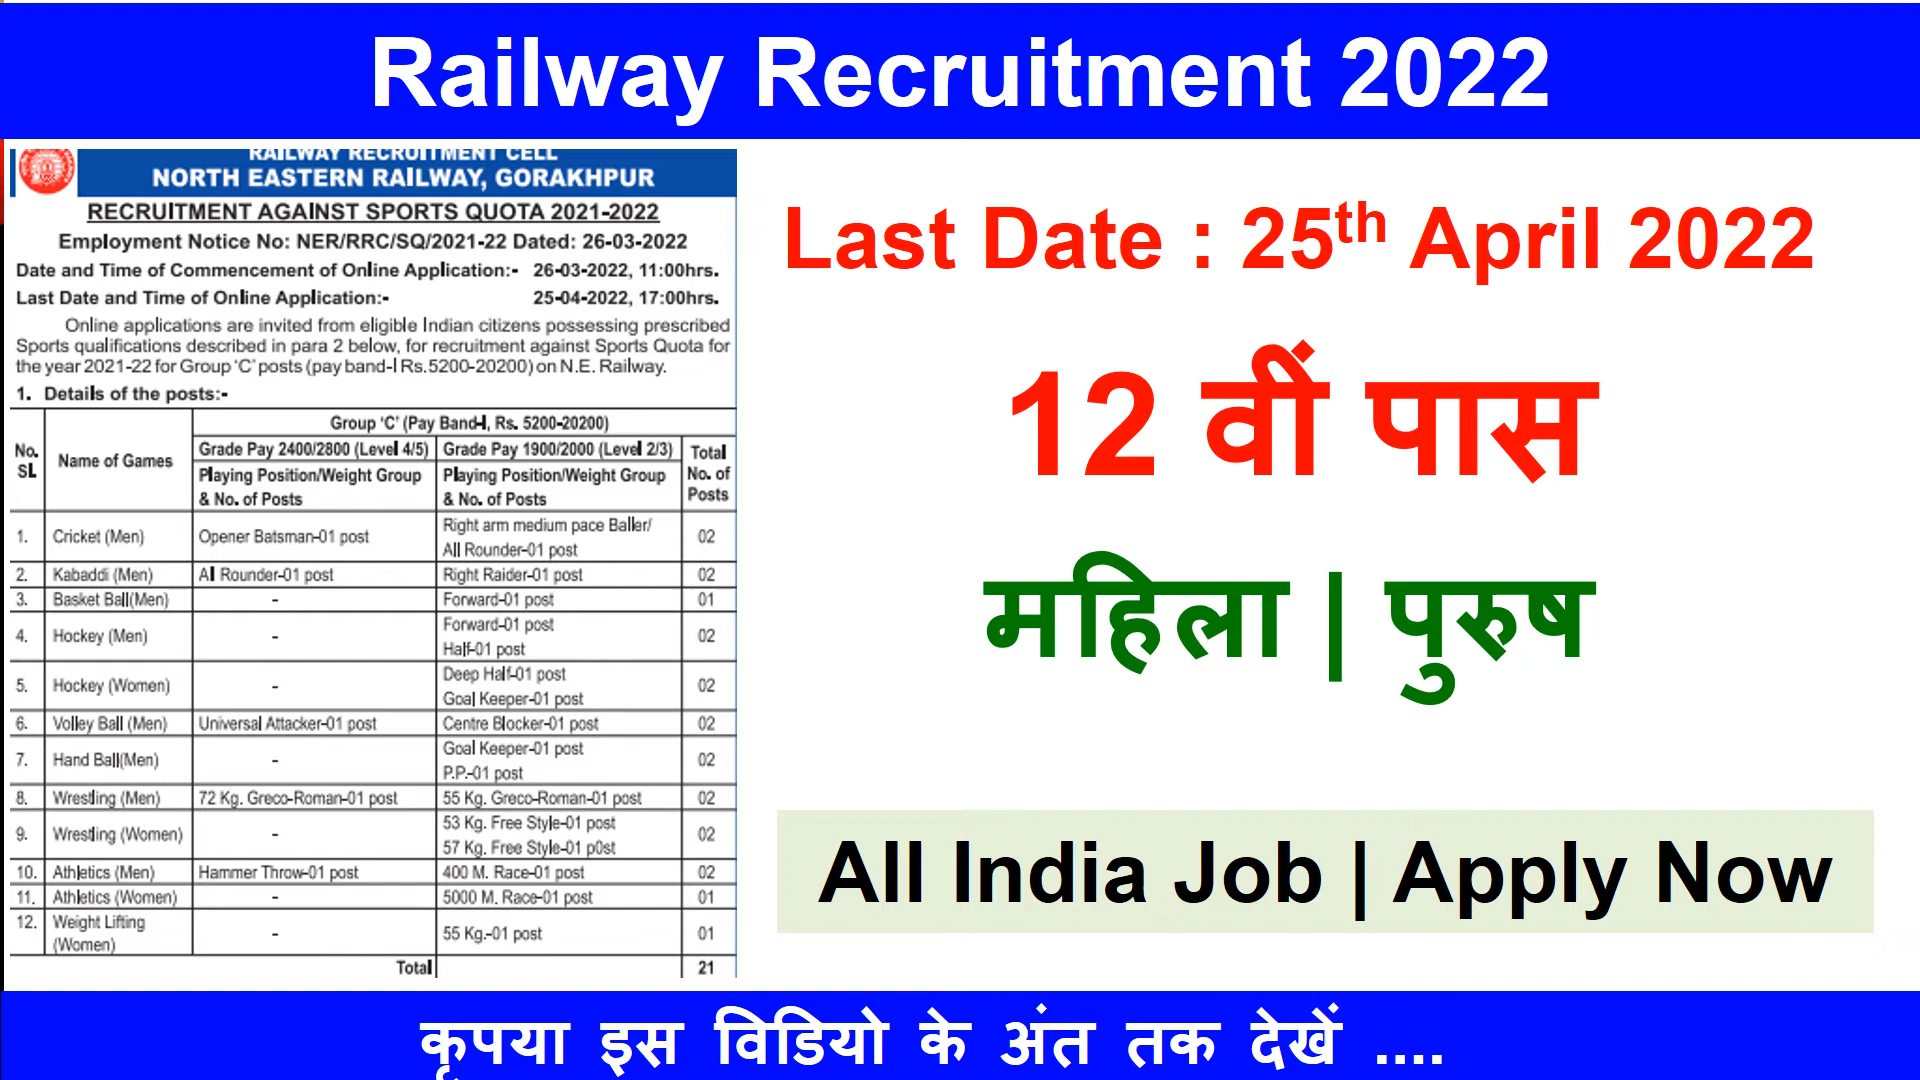 Railway Recruitment 2022
RAILWAY RECRUITMENT CELL
NORTH EASTERN RAILWAY, GORAKHPUR
RECRUITMENT AGAINST SPORTS QUOTA 2021-2022
Employment Notice No: NER/RRC/SQ/2021-22 Dated: 26-03-2022
Date and Time of Commencement of Online Application:- 26-03-2022, 11:00hrs.
Last Date and Time of Online Application:- 25-04-2022, 17:00hrs.
Online applications are invited from eligible Indian citizens possessing prescribed
Sports qualifications described in para 2 below, for recruitment against Sports Quota for
the year 2021-22 for Group 'C' posts (pay band-I Rs.5200-20200) on N.E. Railway.
1. Details of the posts:-
No. SL
Name of Games
Group 'C' (Pay Band-I, Rs. 5200-20200)
Grade Pay 2400/2800 (Level 4/5) Grade Pay 1900/2000 (Level 2/3) Total
Playing Position/Weight Group Playing Position/Weight Group No. of
& No. of Posts & No. of Posts Posts
1. Cricket (Men) Opener Batsman-01 post Right arm medium pace Baller/ 02
All Rounder-01 post
2. Kabaddi (Men) All Rounder-01 post Right Raider-01 post 02
3. Basket Ball(Men) - Forward-01 post 01
4. Hockey (Men) - Forward-01 post 02
Half-01 post
5. Hockey (Women) - Deep Half-01 post 02
Goal Keeper-01 post
6. Volley Ball (Men) Universal Attacker-01 post Centre Blocker-01 post 02
7. Hand Ball(Men) - Goal Keeper-01 post 02
P.P.-01 post
8. Wrestling (Men) 72 Kg. Greco-Roman-01 post 55 Kg. Greco-Roman-01 post 02
9. Wrestling (Women) - 53 Kg. Free Style-01 post 02
57 Kg. Free Style-01 p0st
10. Athletics (Men) Hammer Throw-01 post 400 M. Race-01 post 02
11. Athletics (Women) - 5000 M. Race-01 post 01
12. Weight Lifting - 55 Kg.-01 post 01
(Women)
Total 21
Last Date : 25th April 2022
12 वीं पास
महिला | पुरुष
All India Job | Apply Now
कृपया इस विडियो के अंत तक देखें ....